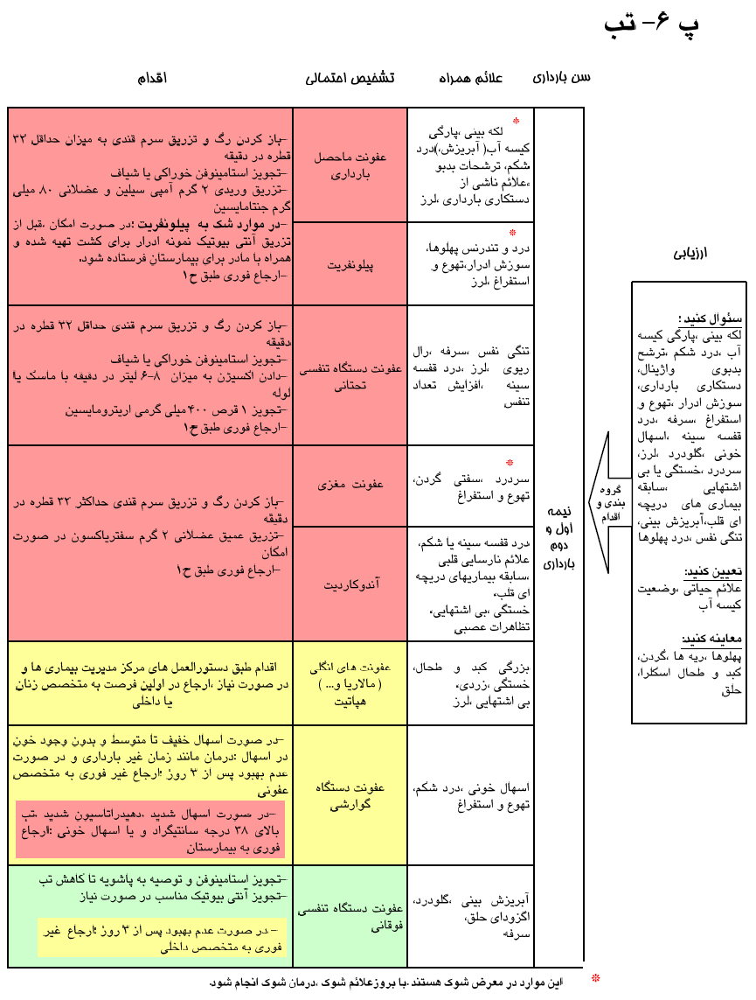 پ ۶- تب
سن بارداری
علائم همراه
تشخیص احتمالی
اقدام
ارزیابی
سئوال کنید:
لکه بینی ،پارگی کیسه
آب ،درد شکم ،ترشح
بدبوی واژینال،
دستکاری بارداری،
سوزش ادرار ،تهوع و
استفراغ ،سرفه ،درد
قفسه سینه ،اسهال
خونی ،گلودرد ،لرز،
سردرد ،خستگی یا بی
اشتهایی ،سابقه
بیماری های دریچه
ای قلب،آبریزش بینی،
تنگی نفس ،درد پهلوها
تعیین کنید:
علائم حیاتی ،وضعیت
کیسه آب
معاینه کنید:
پهلوها ،ریه ها ،گردن،
کبد و طحال اسکلرا،
حلق
گروه
بندی و
اقدام
نیمه
اول و
دوم
بارداری
*
لکه بینی ،پارگی
کیسه آب( آبریزش،)درد
شکم، ترشحات بدبو
،علائم ناشی از
دستکاری بارداری ،لرز
عفونت ماحصل
بارداری
-باز کردن رگ و تزریق سرم قندی به میزان حداقل ۳۲
قطره در دقیقه
-تجویز استامینوفن خوراکی یا شیاف
-تزریق وریدی ۲ گرم آمپی سیلین و عضلانی ۸۰ میلی
گرم جنتامایسین
-در موارد شک به پیلونفریت :در صورت امکان ،قبل از
تزریق آنتی بیوتیک نمونه ادرار برای کشت تهیه شده و
همراه با مادر برای بیمارستان فرستاده شود.
-ارجاع فوری طبق ح۱
*
درد و تندرنس پهلوها،
سوزش ادرار،تهوع و
استفراغ ،لرز
پیلونفریت
تنگی نفس ،سرفه ،رال
ریوی ،لرز ،درد قفسه
سینه ،افزایش تعداد
تنفس
عفونت دستگاه تنفسی
تحتانی
-باز کردن رگ و تزریق سرم قندی حداقل ۳۲ قطره در
دقیقه
-تجویز استامینوفن خوراکی یا شیاف
-دادن اکسیژن به میزان ۸-۶ لیتر در دقیقه با ماسک یا
لوله
-تجویز ۱ قرص ۴۰۰ میلی گرمی اریترومایسین
-ارجاع فوری طبق ح۱
*
سردرد ،سفتی گردن،
تهوع و استفراغ
عفونت مغزی
-باز کردن رگ و تزریق سرم قندی حداکثر ۳۲ قطره در
دقیقه
-تزریق عمیق عضلانی ۲ گرم سفتریاکسون در صورت
امکان
-ارجاع فوری طبق ح۱
درد قفسه سینه یا شکم،
علائم نارسایی قلبی
،سابقه بیماریهای دریچه
ای قلب،
خستگی ،بی اشتهایی،
تظاهرات عصبی
آندوکاردیت
بزرگی کبد و طحال،
خستگی ،زردی،
بی اشتهایی ،لرز
عفونت های انگلی
( مالاریا و... )
هپاتیت
اقدام طبق دستورالعمل های مرکز مدیریت بیماری ها و
در صورت نیاز ،ارجاع در اولین فرصت به متخصص زنان
یا داخلی
اسهال خونی ،درد شکم،
تهوع و استفراغ
عفونت دستگاه
گوارشی
-در صورت اسهال خفیف تا متوسط و بدون وجود خون
در اسهال :درمان مانند زمان غیر بارداری و در صورت
عدم بهبود پس از ۳ روز :ارجاع غیر فوری به متخصص
عفونی
-در صورت اسهال شدید ،دهیدراتاسیون شدید ،تب
بالای ۳۸ درجه سانتیگراد و یا اسهال خونی :ارجاع
فوری به بیمارستان
آبریزش بینی ،گلودرد،
اگزودای حلق،
سرفه
عفونت دستگاه تنفسی
فوقانی
-تجویز استامینوفن و توصیه به پاشویه تا کاهش تب
-تجویز آنتی بیوتیک مناسب در صورت نیاز
- در صورت عدم بهبود پس از ۳ روز :ارجاع غیر
فوری به متخصص داخلی
* این موارد در معرض شوک هستند .با بروزعلائم شوک ،درمان شوک انجام شود.